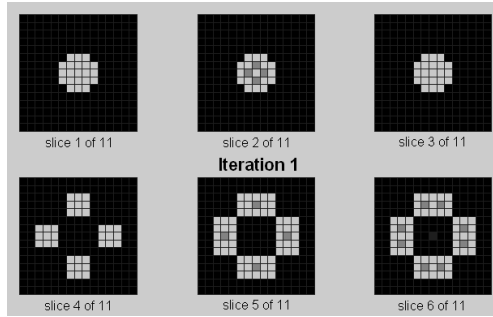 slice 1 of 11
slice 2 of 11
slice 3 of 11
Iteration 1
slice 4 of 11
slice 5 of 11
slice 6 of 11